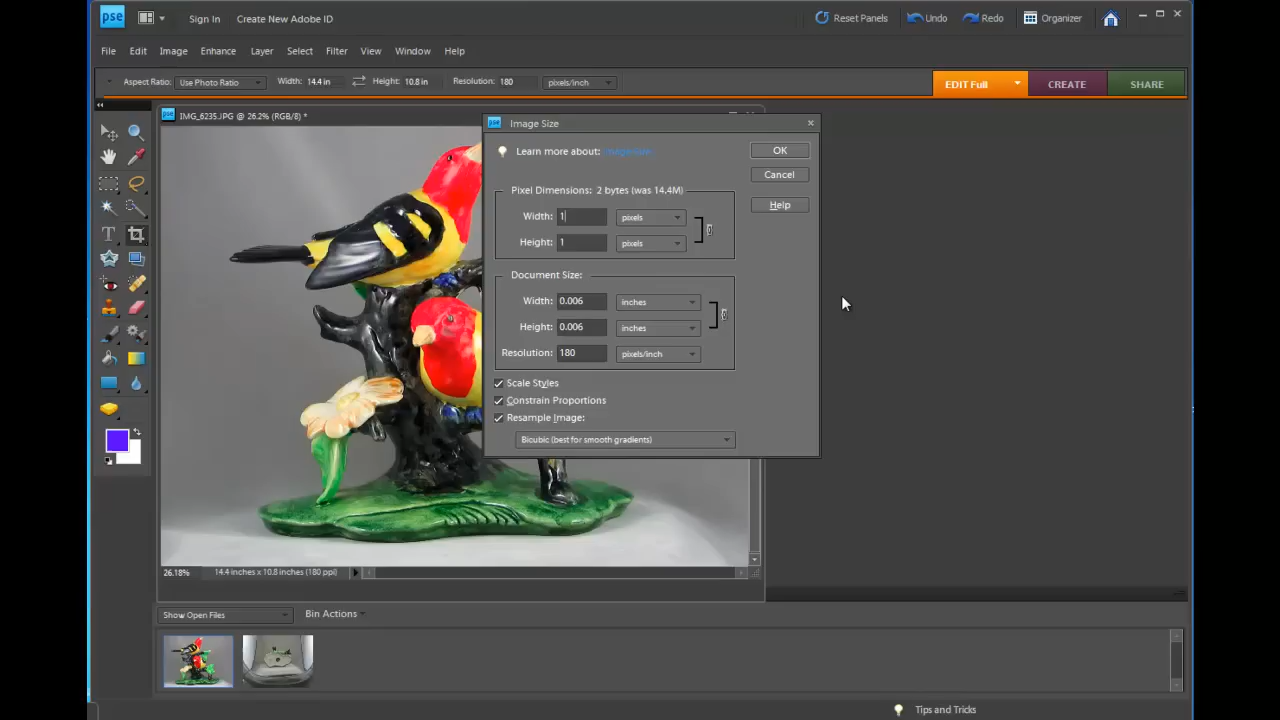 pse
Sign In
Create New Adobe ID
Reset Panels
Undo
Redo
Organizer
File
Edit
Image
Enhance
Layer
Select
Filter
View
Window
Help
Aspect Ratio: Use Photo Ratio
Width: 14.4 in
Height: 10.8 in
Resolution: 180
pixels/inch
EDIT Full
CREATE
SHARE
IMG_6235.JPG @ 26.2% (RGB/8) *
Image Size
Learn more about:
OK
Cancel
Help
Pixel Dimensions: 2 bytes (was 14.4M)
Width: 1 pixels
Height: 1 pixels
Document Size:
Width: 0.006 inches
Height: 0.006 inches
Resolution: 180 pixels/inch
Scale Styles
Constrain Proportions
Resample Image:
Bicubic (best for smooth gradients)
26.18%
14.4 inches x 10.8 inches (180 ppi)
Show Open Files
Bin Actions
Tips and Tricks